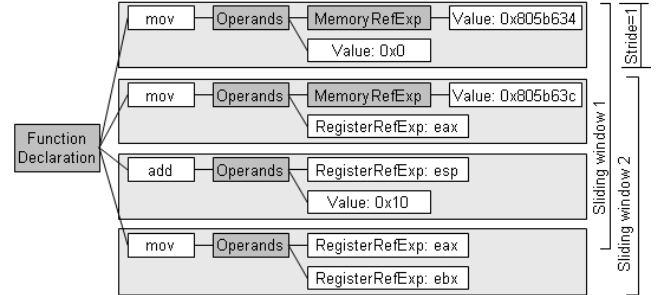 mov Operands MemoryRefExp Value: 0x805b634
Value: 0x0
mov Operands MemoryRefExp Value: 0x805b63c
RegisterRefExp: eax
Function
Declaration
add Operands RegisterRefExp: esp
Value: 0x10
mov Operands RegisterRefExp: eax
RegisterRefExp: ebx
Sliding window 1
Stride=1
Sliding window 2